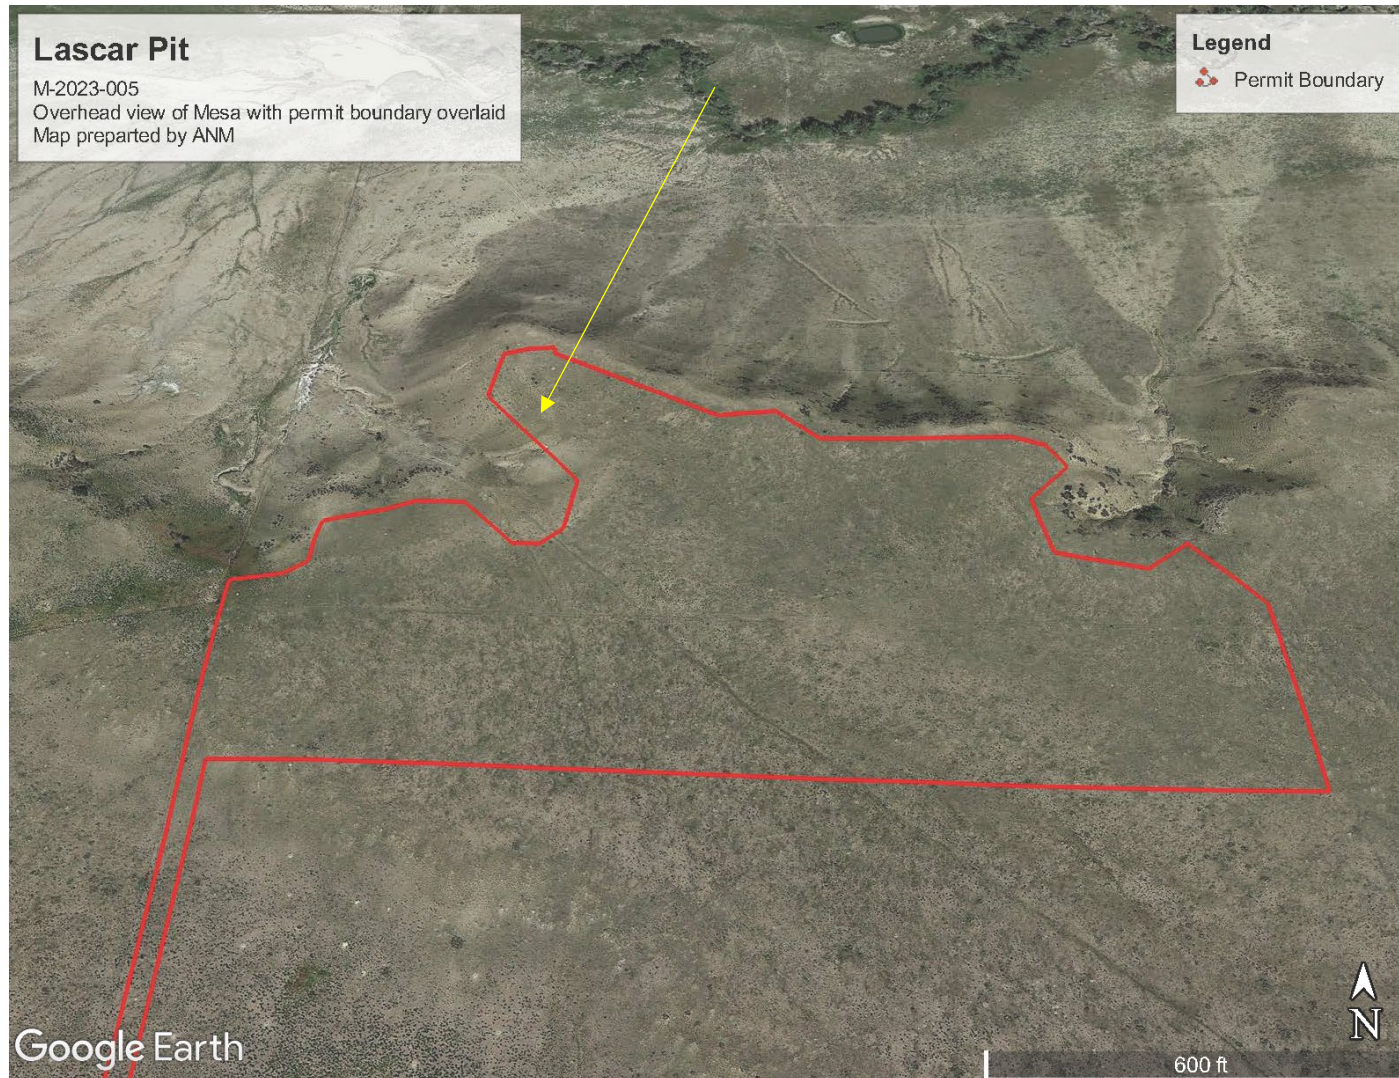 Lascar Pit
M-2023-005
Overhead view of Mesa with permit boundary overlaid
Map preparted by ANM
Legend
Permit Boundary
N
Google Earth
600 ft